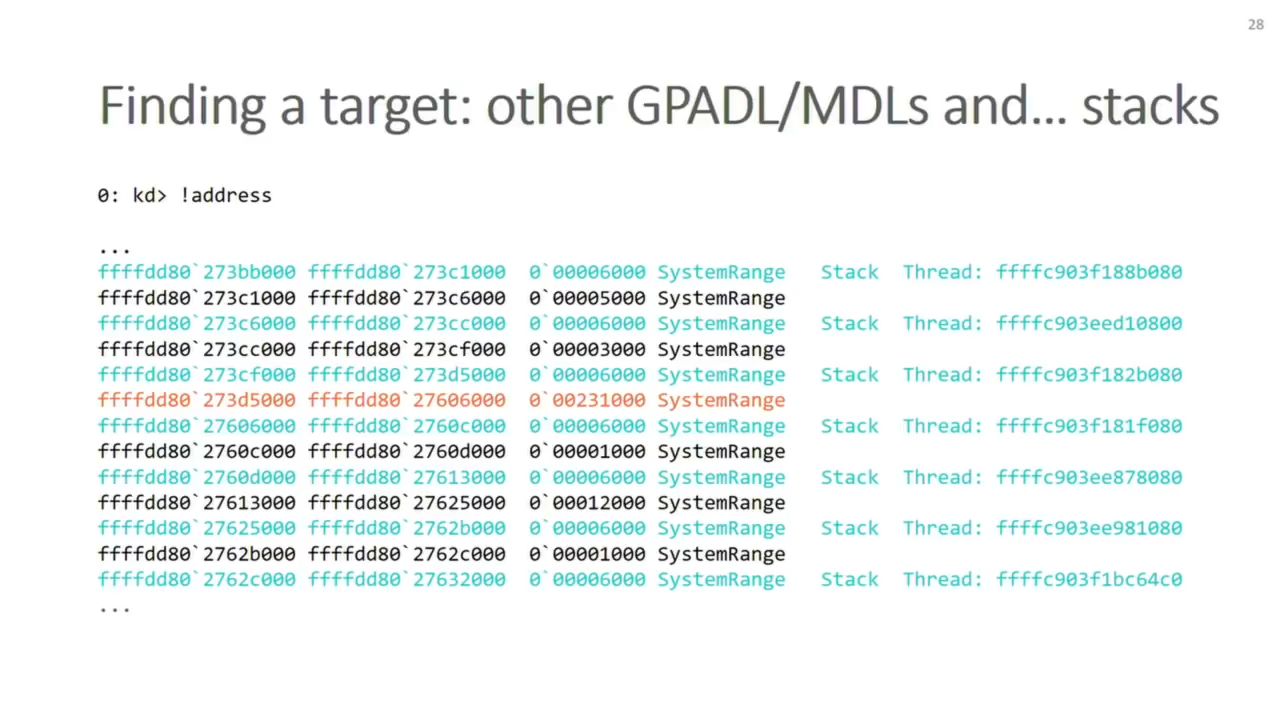 28
Finding a target: other GPADL/MDLs and... stacks
0: kd> !address
...
ffffdd80`273bb000 ffffdd80`273c1000 0`00006000 SystemRange Stack Thread: ffffc903f188b080
ffffdd80`273c1000 ffffdd80`273c6000 0`00005000 SystemRange
ffffdd80`273c6000 ffffdd80`273cc000 0`00006000 SystemRange Stack Thread: ffffc903eed10800
ffffdd80`273cc000 ffffdd80`273cf000 0`00003000 SystemRange
ffffdd80`273cf000 ffffdd80`273d5000 0`00006000 SystemRange Stack Thread: ffffc903f182b080
ffffdd80`273d5000 ffffdd80`27606000 0`00231000 SystemRange
ffffdd80`27606000 ffffdd80`2760c000 0`00006000 SystemRange Stack Thread: ffffc903f181f080
ffffdd80`2760c000 ffffdd80`2760d000 0`00001000 SystemRange
ffffdd80`2760d000 ffffdd80`27613000 0`00006000 SystemRange Stack Thread: ffffc903ee878080
ffffdd80`27613000 ffffdd80`27625000 0`00012000 SystemRange
ffffdd80`27625000 ffffdd80`2762b000 0`00006000 SystemRange Stack Thread: ffffc903ee981080
ffffdd80`2762b000 ffffdd80`2762c000 0`00001000 SystemRange
ffffdd80`2762c000 ffffdd80`27632000 0`00006000 SystemRange Stack Thread: ffffc903f1bc64c0
...